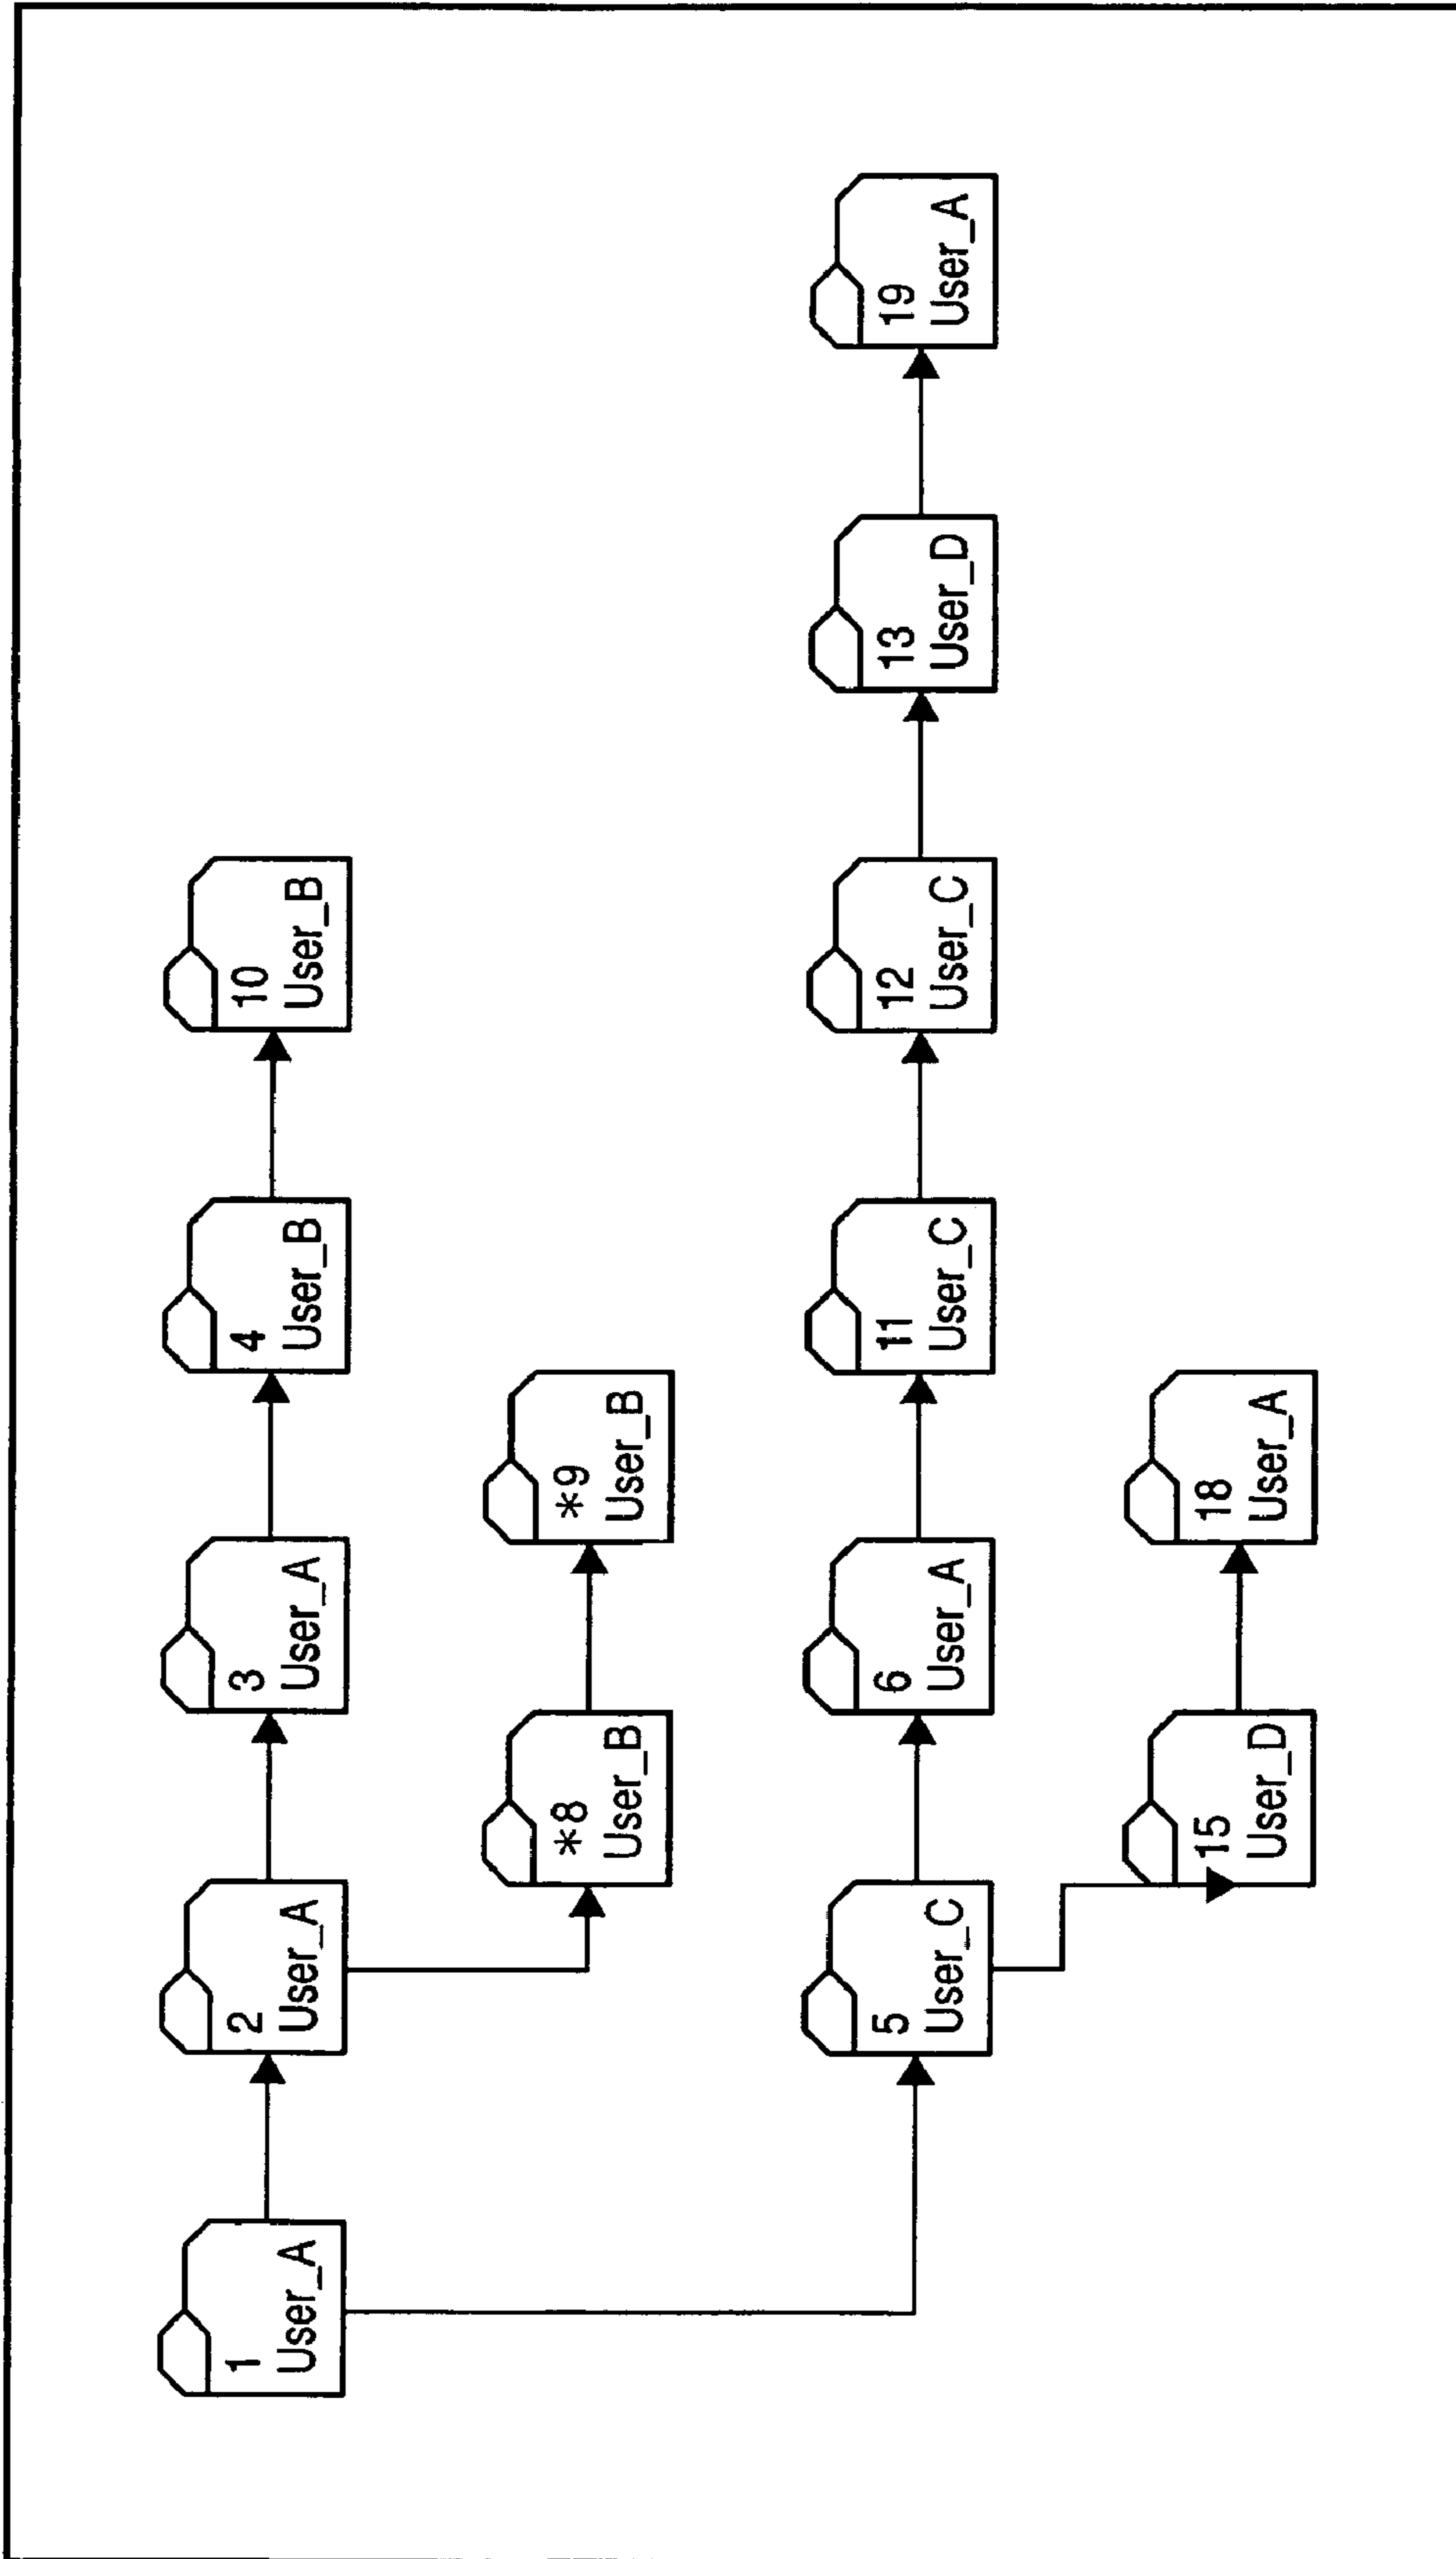 1
User_A
2
User_A
3
User_A
4
User_B
10
User_B
*8
User_B
*9
User_B
5
User_C
6
User_A
11
User_C
12
User_C
13
User_D
19
User_A
15
User_D
18
User_A